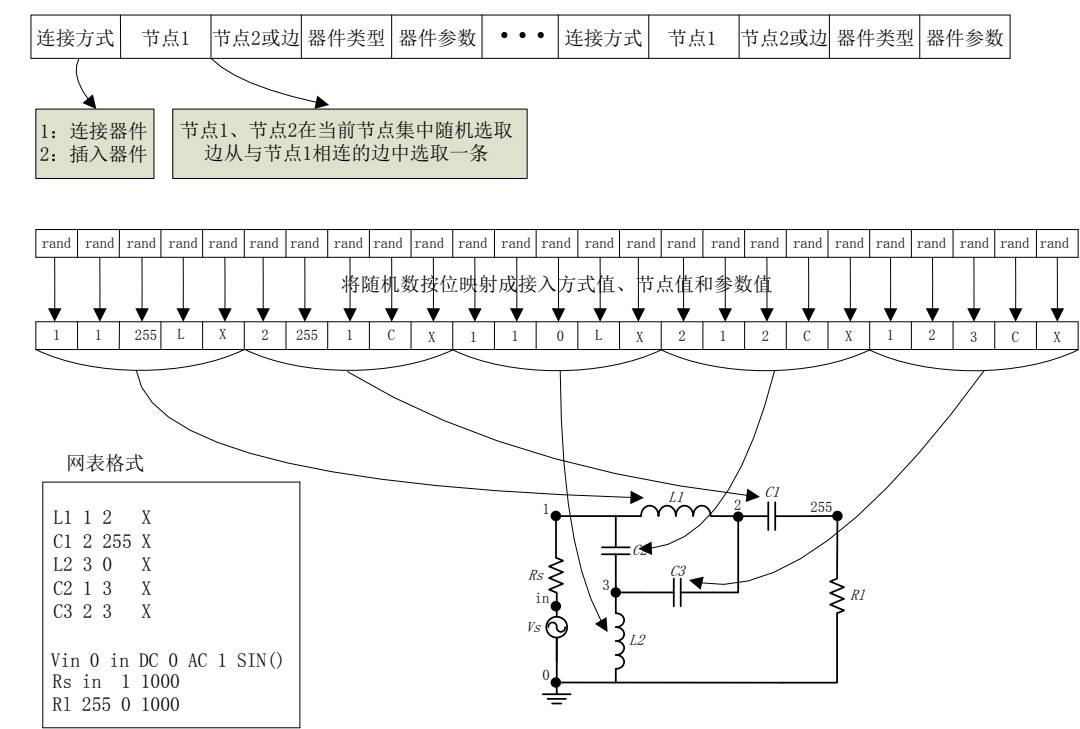 连接方式 节点1 节点2或边 器件类型 器件参数 ••• 连接方式 节点1 节点2或边 器件类型 器件参数
1: 连接器件
2: 插入器件
节点1、节点2在当前节点集中随机选取
边从与节点1相连的边中选取一条
rand rand rand rand rand rand rand rand rand rand rand rand rand rand rand rand rand rand rand rand rand rand rand rand rand
将随机数按位映射成接入方式值、节点值和参数值
1 1 255 L X 2 255 1 C X 1 1 0 L X 2 1 2 C X 1 2 3 C X
网表格式
L1 1 2 X
C1 2 255 X
L2 3 0 X
C2 1 3 X
C3 2 3 X
Vin 0 in DC 0 AC 1 SIN()
Rs in 1 1000
Rl 255 0 1000
1
L1
2
C1
255
C2
C3
3
Rs
in
Vs
L2
Rl
0